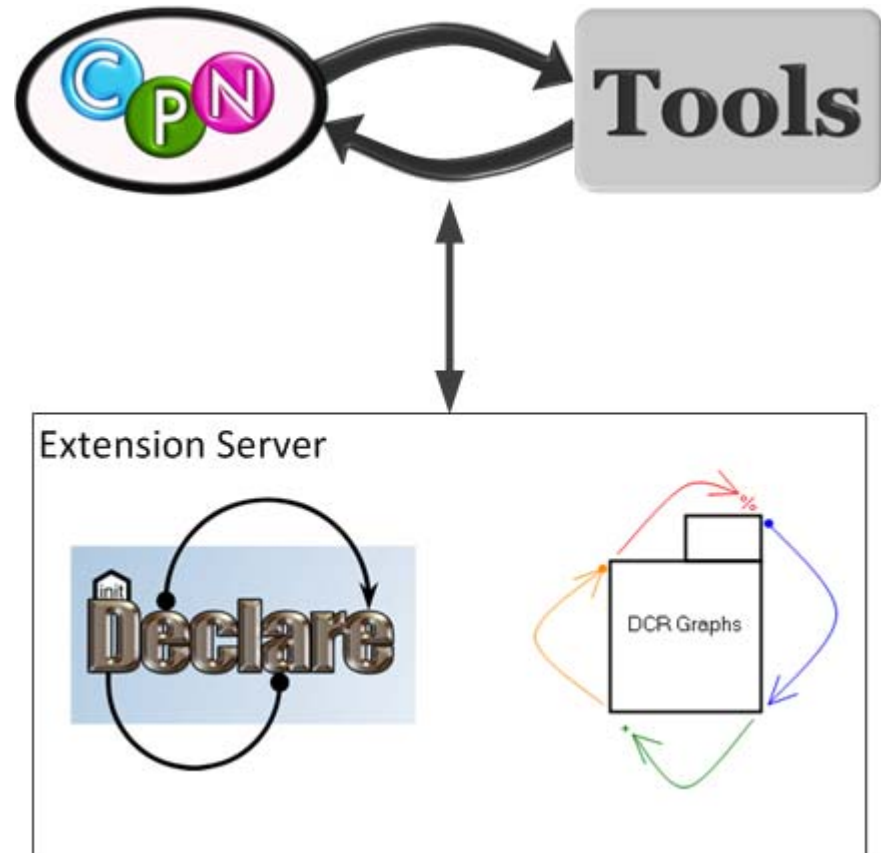 CPN Tools
Extension Server
init
Declare
%
DCR Graphs
+